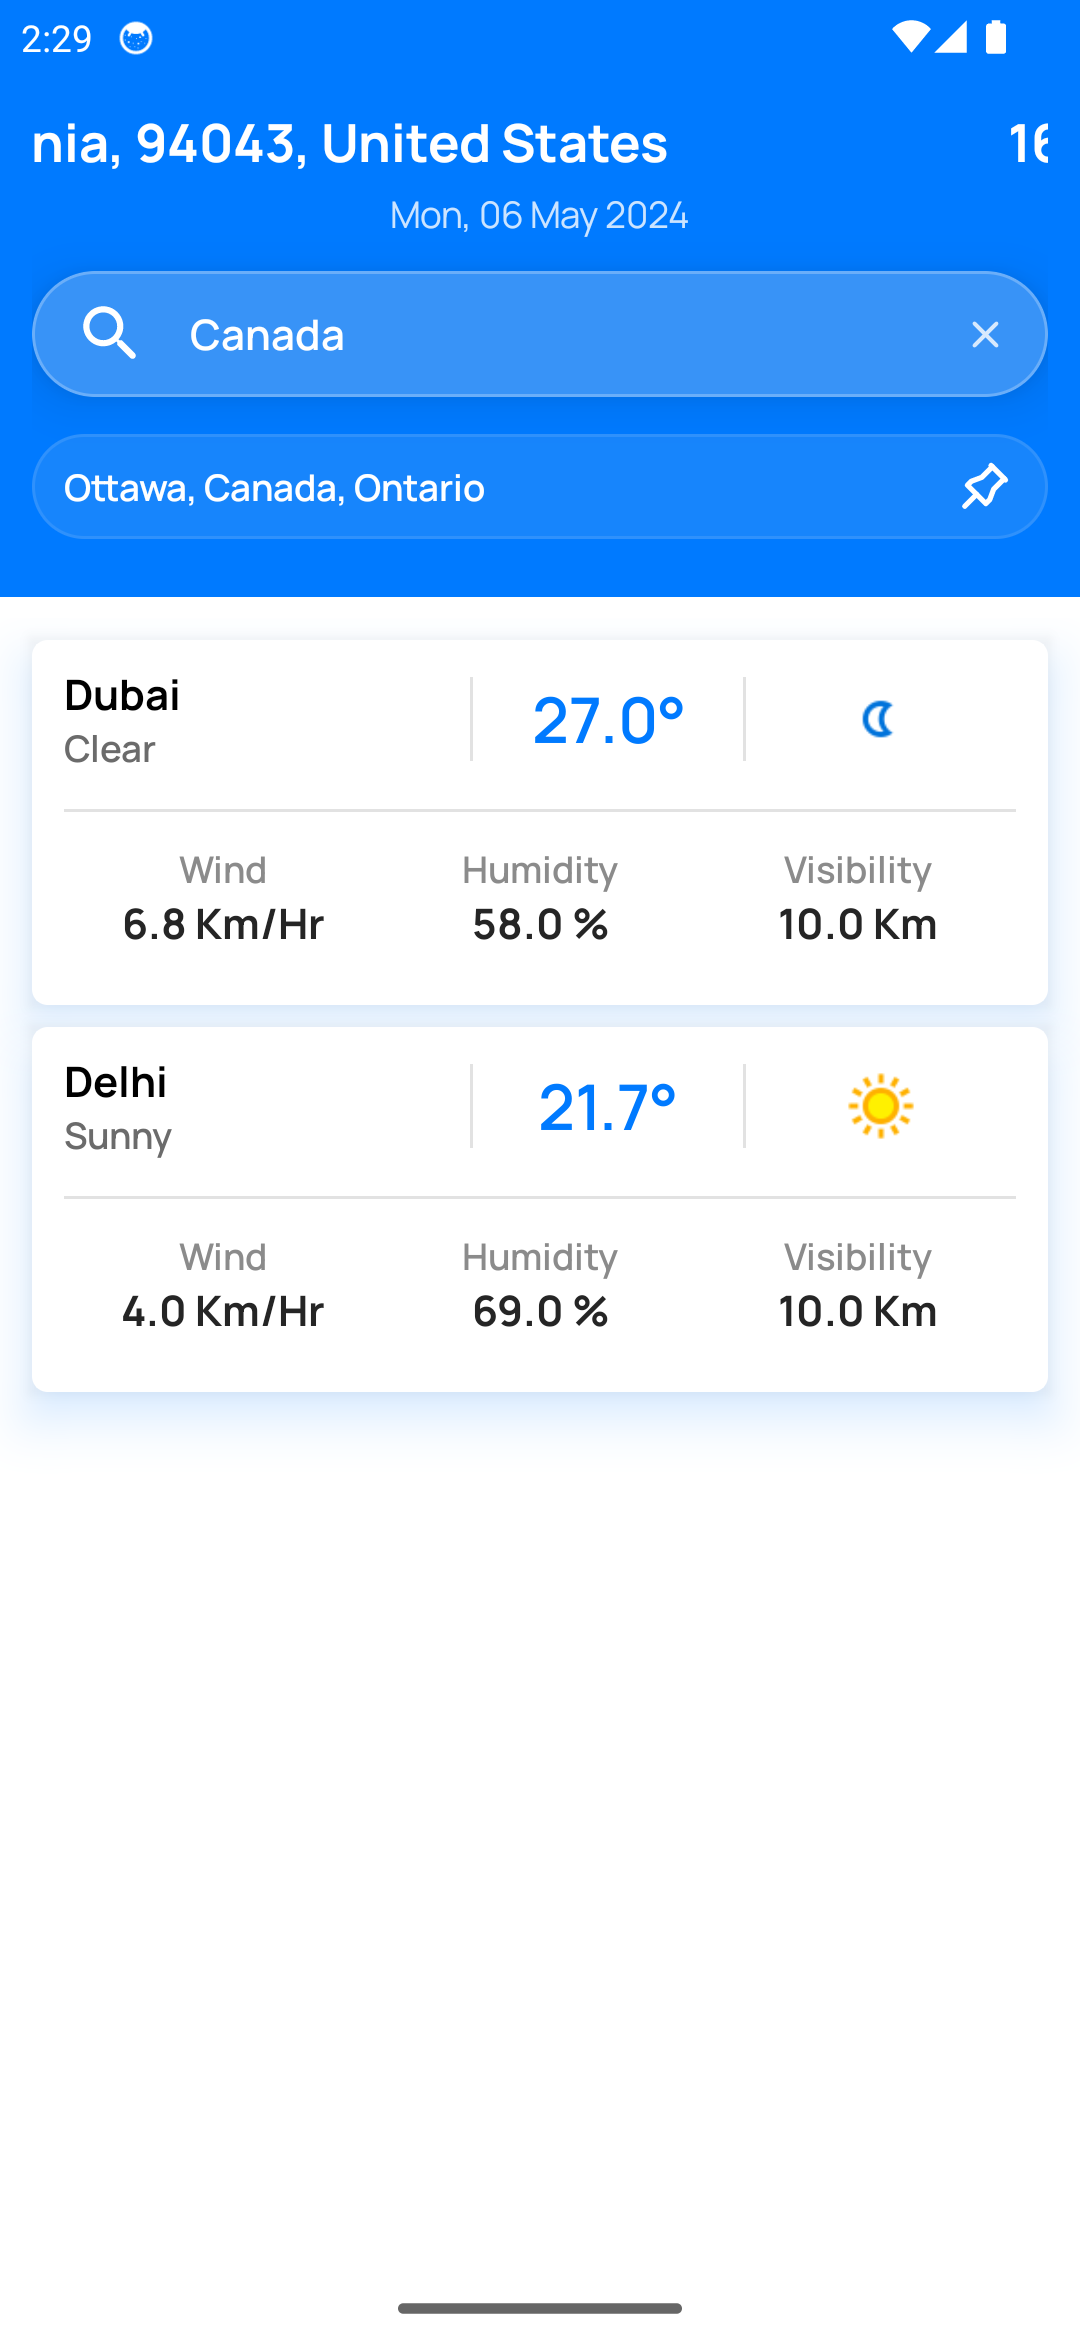 2:29
nia, 94043, United States 16
Mon, 06 May 2024
Canada
Ottawa, Canada, Ontario
Dubai
Clear
27.0°
Wind Humidity Visibility
6.8 Km/Hr 58.0 % 10.0 Km
Delhi
Sunny
21.7°
Wind Humidity Visibility
4.0 Km/Hr 69.0 % 10.0 Km